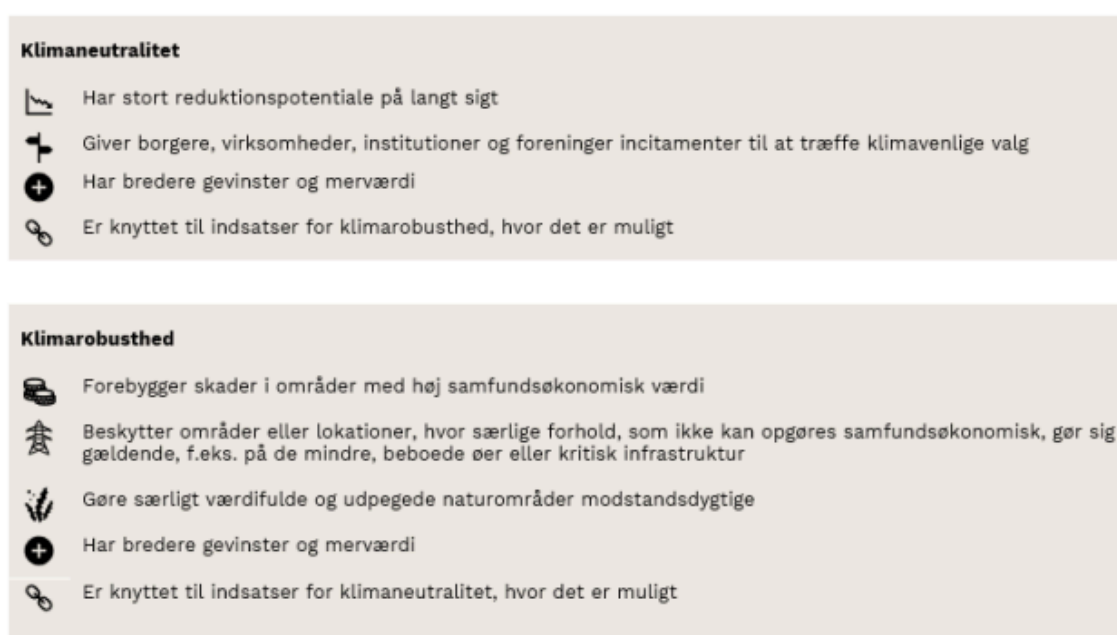 Klimaneutralitet
Har stort reduktionspotentiale på langt sigt
Giver borgere, virksomheder, institutioner og foreninger incitamenter til at træffe klimavenlige valg
Har bredere gevinster og merværdi
Er knyttet til indsatser for klimarobusthed, hvor det er muligt
Klimarobusthed
Forebygger skader i områder med høj samfundsøkonomisk værdi
Beskytter områder eller lokationer, hvor særlige forhold, som ikke kan opgøres samfundsøkonomisk, gør sig
gældende, f.eks. på de mindre, beboede øer eller kritisk infrastruktur
Gøre særligt værdifulde og udpegede naturområder modstandsdygtige
Har bredere gevinster og merværdi
Er knyttet til indsatser for klimaneutralitet, hvor det er muligt